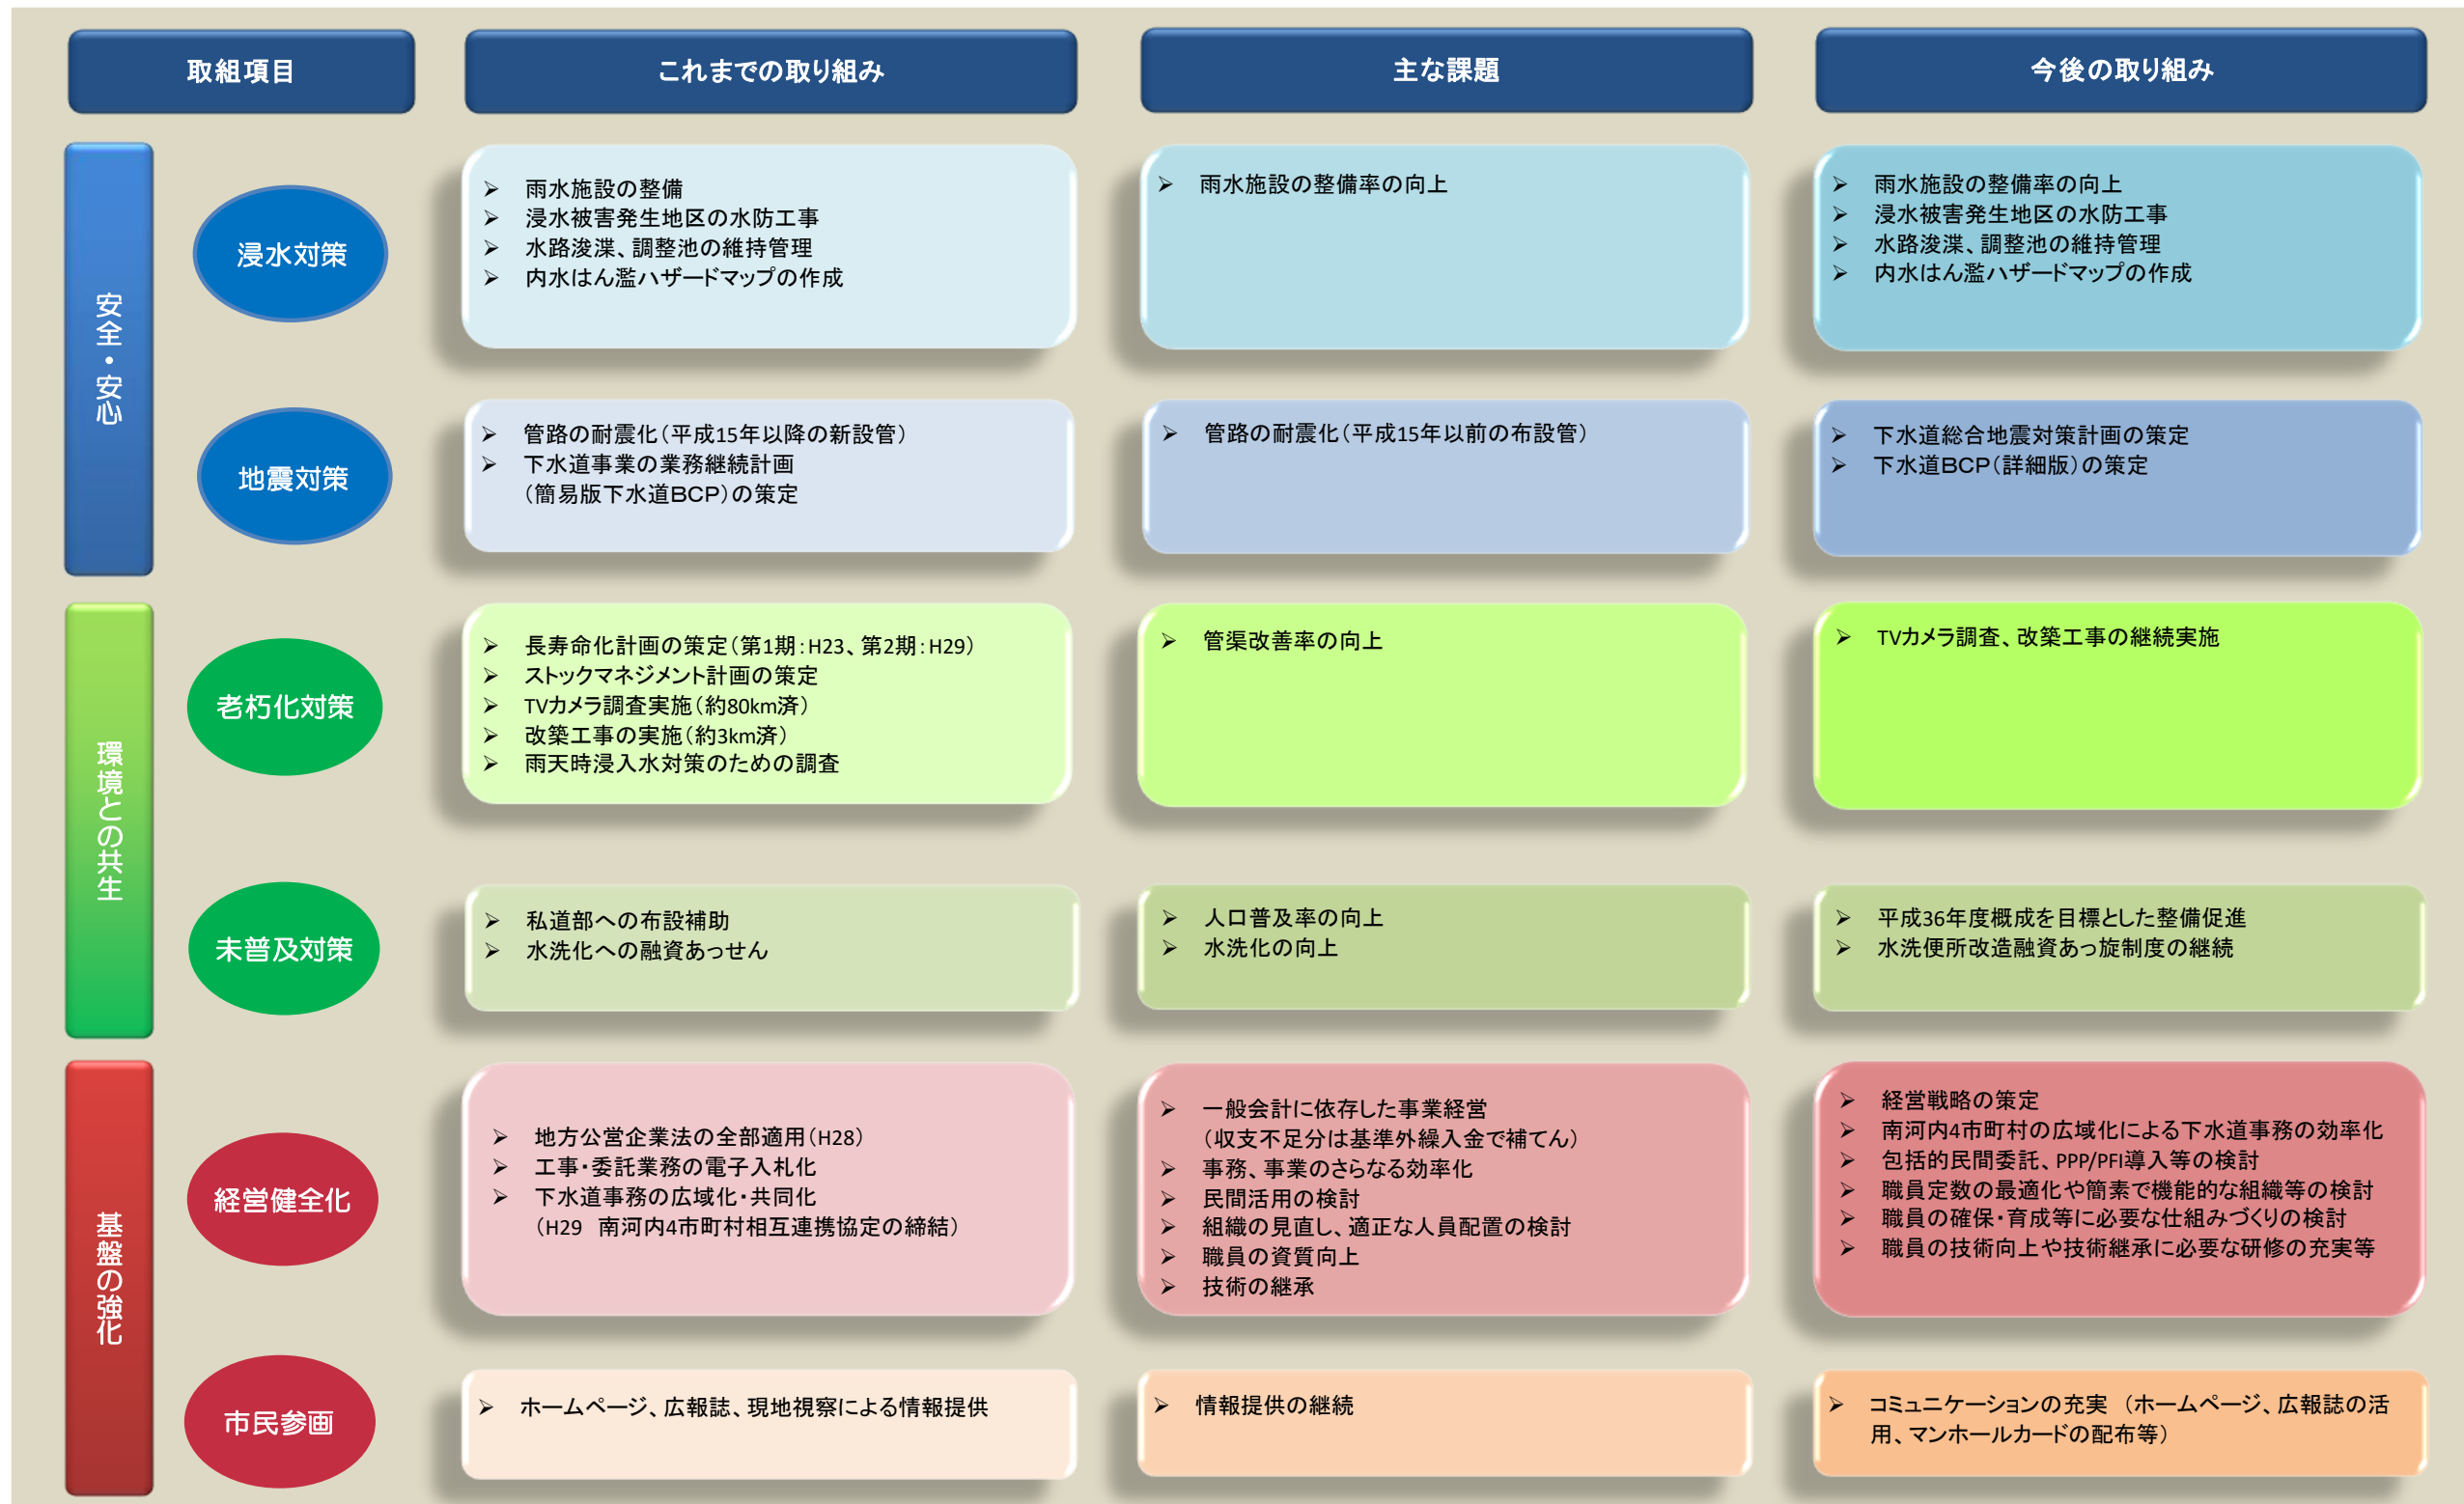 取組項目
これまでの取り組み
主な課題
今後の取り組み
安全・安心
浸水対策
➢ 雨水施設の整備
➢ 浸水被害発生地区の水防工事
➢ 水路浚渫、調整池の維持管理
➢ 内水はん濫ハザードマップの作成
➢ 雨水施設の整備率の向上
➢ 雨水施設の整備率の向上
➢ 浸水被害発生地区の水防工事
➢ 水路浚渫、調整池の維持管理
➢ 内水はん濫ハザードマップの作成
地震対策
➢ 管路の耐震化（平成15年以降の新設管）
➢ 下水道事業の業務継続計画
（簡易版下水道BCP）の策定
➢ 管路の耐震化（平成15年以前の布設管）
➢ 下水道総合地震対策計画の策定
➢ 下水道BCP（詳細版）の策定
環境との共生
老朽化対策
➢ 長寿命化計画の策定（第1期：H23、第2期：H29）
➢ ストックマネジメント計画の策定
➢ TVカメラ調査実施（約80km済）
➢ 改築工事の実施（約3km済）
➢ 雨天時浸入水対策のための調査
➢ 管渠改善率の向上
➢ TVカメラ調査、改築工事の継続実施
未普及対策
➢ 私道部への布設補助
➢ 水洗化への融資あっせん
➢ 人口普及率の向上
➢ 水洗化の向上
➢ 平成36年度概成を目標とした整備促進
➢ 水洗便所改造融資あっ旋制度の継続
基盤の強化
経営健全化
➢ 地方公営企業法の全部適用（H28）
➢ 工事・委託業務の電子入札化
➢ 下水道事務の広域化・共同化
（H29 南河内4市町村相互連携協定の締結）
➢ 一般会計に依存した事業経営
（収支不足分は基準外繰入金で補てん）
➢ 事務、事業のさらなる効率化
➢ 民間活用の検討
➢ 組織の見直し、適正な人員配置の検討
➢ 職員の資質向上
➢ 技術の継承
➢ 経営戦略の策定
➢ 南河内4市町村の広域化による下水道事務の効率化
➢ 包括的民間委託、PPP/PFI導入等の検討
➢ 職員定数の最適化や簡素で機能的な組織等の検討
➢ 職員の確保・育成等に必要な仕組みづくりの検討
➢ 職員の技術向上や技術継承に必要な研修の充実等
市民参画
➢ ホームページ、広報誌、現地視察による情報提供
➢ 情報提供の継続
➢ コミュニケーションの充実 （ホームページ、広報誌の活
用、マンホールカードの配布等）